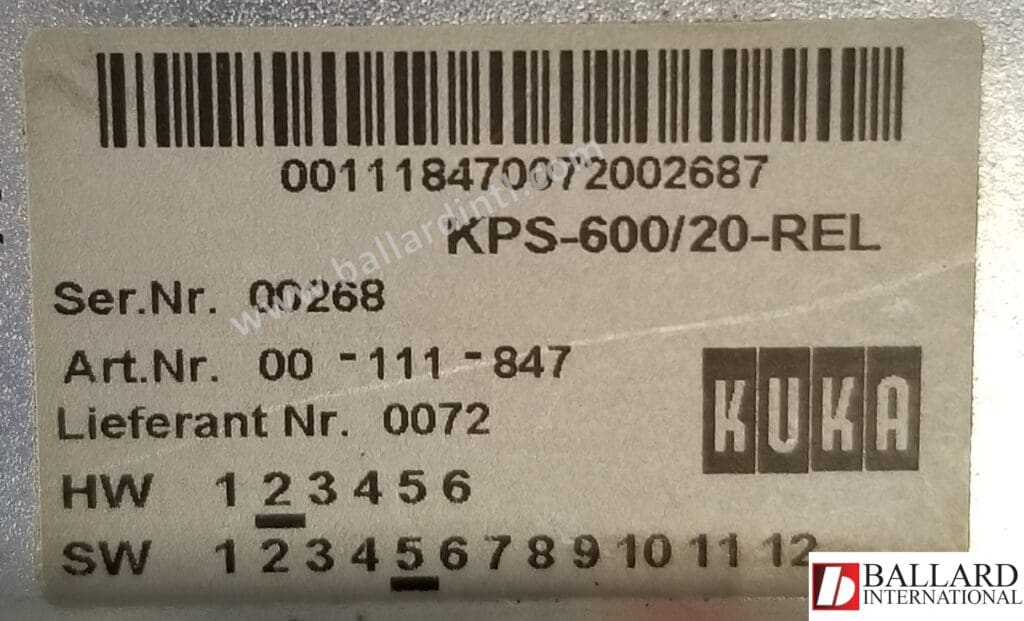 001118470072002687
KPS-600/20-REL
Ser.Nr. 00268
Art.Nr. 00 - 111 - 847
Lieferant Nr. 0072
KUKA
HW 1 2 3 4 5 6
SW 1 2 3 4 5 6 7 8 9 10 11 12
www.ballardintl.com
BALLARD
INTERNATIONAL